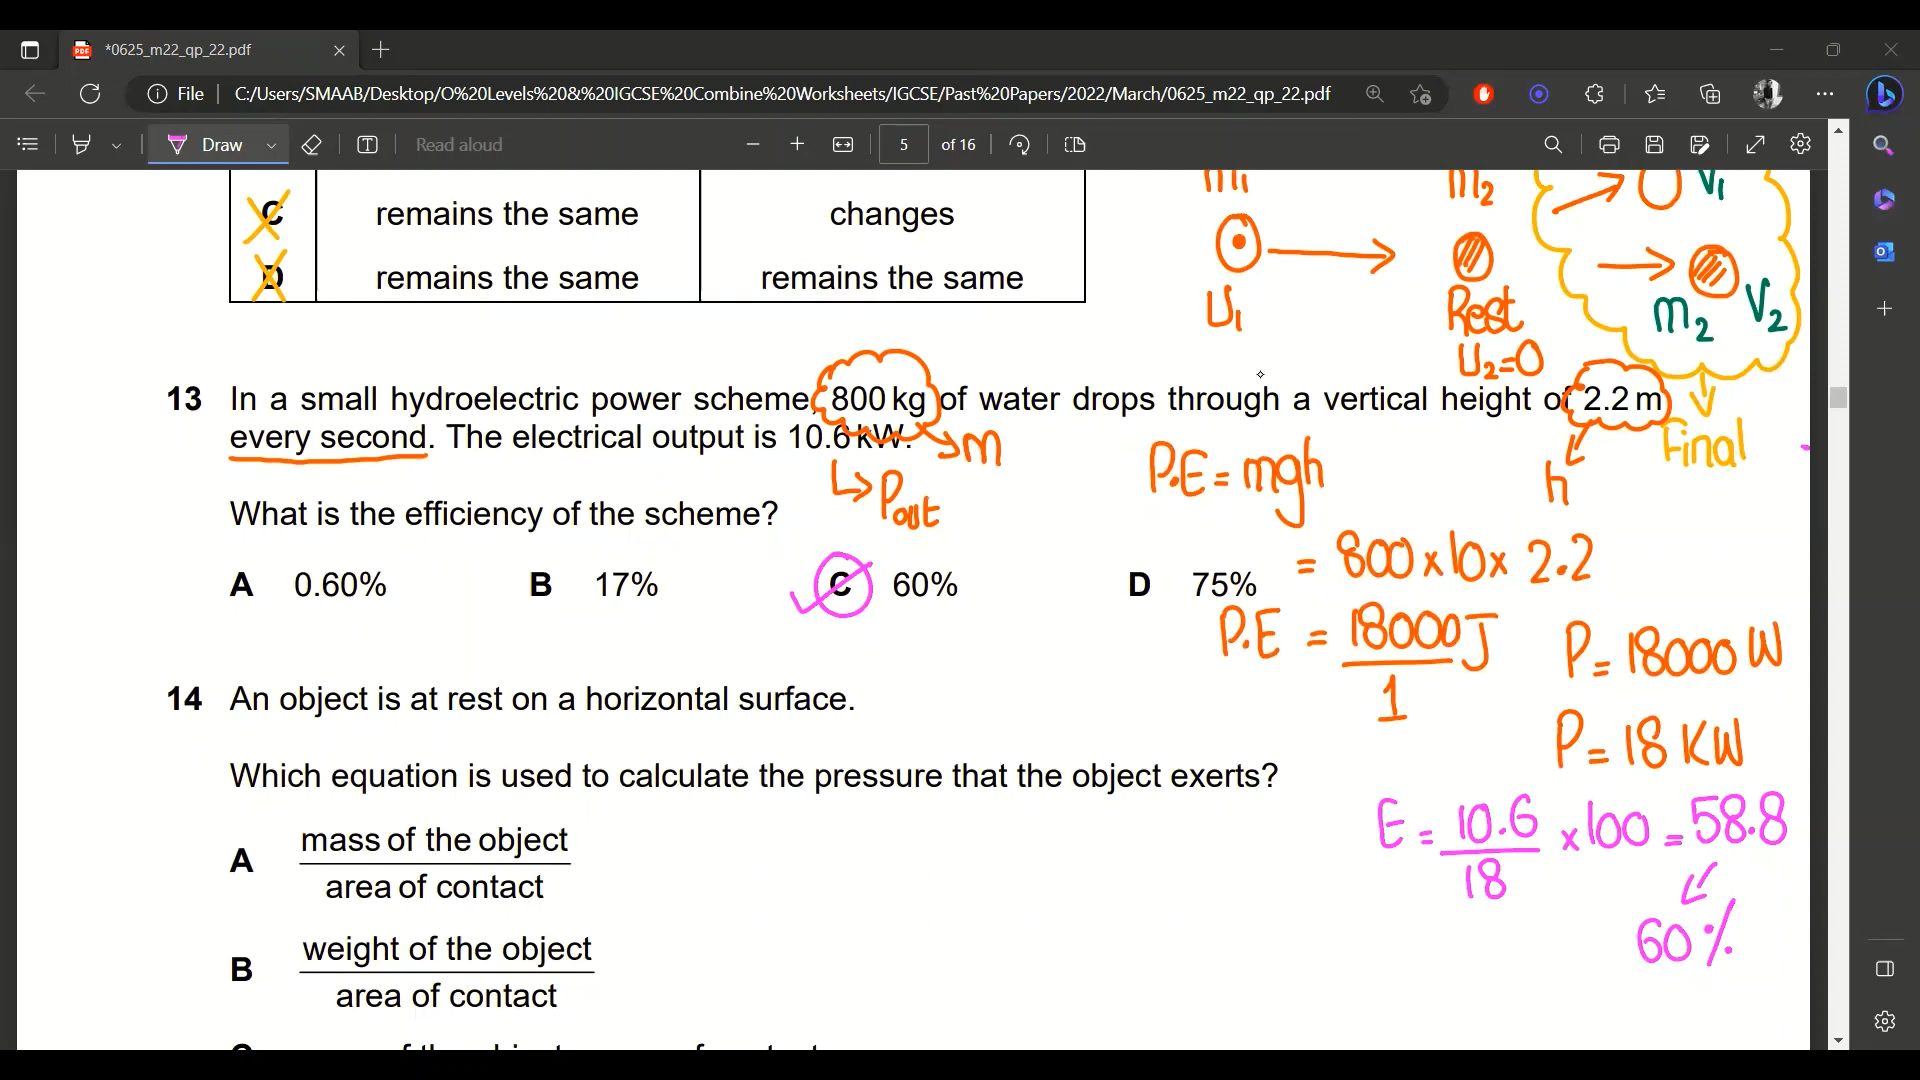 *0625_m22_qp_22.pdf
File C:/Users/SMAAB/Desktop/O%20Levels%20&%20IGCSE%20Combine%20Worksheets/IGCSE/Past%20Papers/2022/March/0625_m22_qp_22.pdf
Draw Read aloud 5 of 16
m₁ m₂ V₁
C remains the same changes
D remains the same remains the same
U₁ Rest m₂ V₂
U₂=0
13 In a small hydroelectric power scheme, 800 kg of water drops through a vertical height of 2.2 m
every second. The electrical output is 10.6 kW.
m Final
P.E = mgh h
Pout
What is the efficiency of the scheme?
= 800 x 10 x 2.2
A 0.60% B 17% C 60% D 75%
P.E = 18000 J P = 18000 W
1
14 An object is at rest on a horizontal surface.
P = 18 KW
Which equation is used to calculate the pressure that the object exerts?
E = 10.6 x 100 = 58.8
18
60%
A mass of the object
area of contact
B weight of the object
area of contact